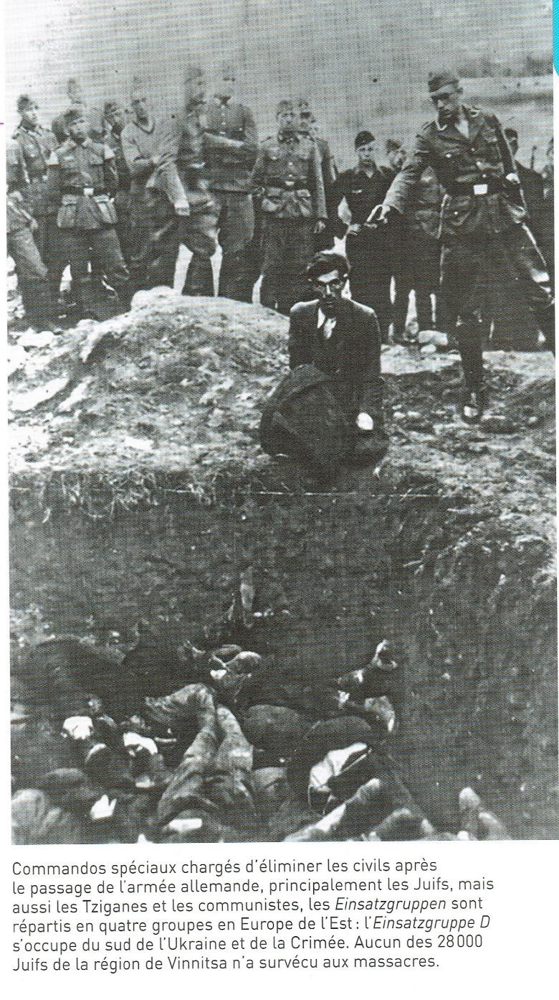 Commandos spéciaux chargés d'éliminer les civils après
le passage de l'armée allemande, principalement les Juifs, mais
aussi les Tziganes et les communistes, les Einsatzgruppen sont
répartis en quatre groupes en Europe de l'Est : l'Einsatzgruppe D
s'occupe du sud de l'Ukraine et de la Crimée. Aucun des 28 000
Juifs de la région de Vinnitsa n'a survécu aux massacres.